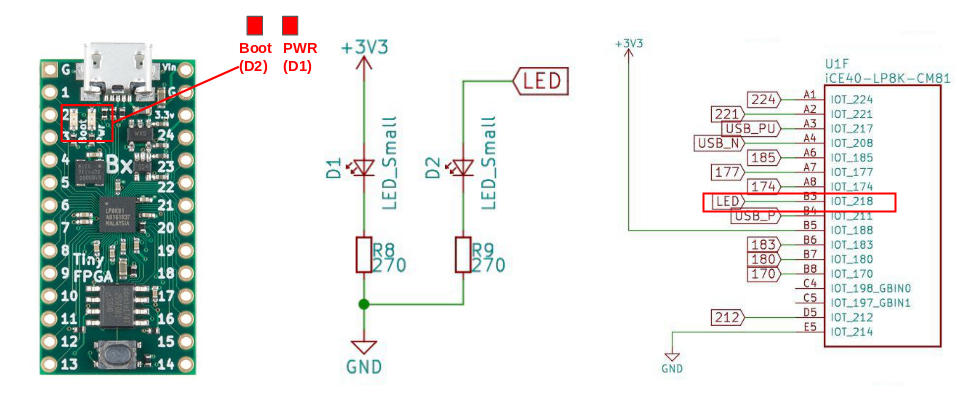 Boot PWR
(D2) (D1)
G Vin
1 G
2 3.3v
3 24
Boot
4 Bx 23
5 22
6 21
7 20
8 Tiny 19
9 FPGA 18
10 17
11 16
12 15
13 14
+3V3
LED
D1
LED_Small
D2
LED_Small
R8
270
R9
270
GND
+3V3
U1F
iCE40-LP8K-CM81
224 A1 IOT_224
221 A2 IOT_221
USB_PU A3 IOT_217
USB_N A4 IOT_208
185 A6 IOT_185
177 A7 IOT_177
174 A8 IOT_174
LED B3 IOT_218
USB_P B4 IOT_211
B5 IOT_188
183 B6 IOT_183
180 B7 IOT_180
170 B8 IOT_170
C4 IOT_198_GBIN0
C5 IOT_197_GBIN1
212 D5 IOT_212
E5 IOT_214
GND